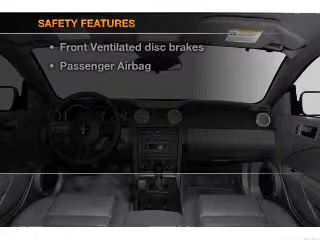 SAFETY FEATURES
• Front Ventilated disc brakes
• Passenger Airbag